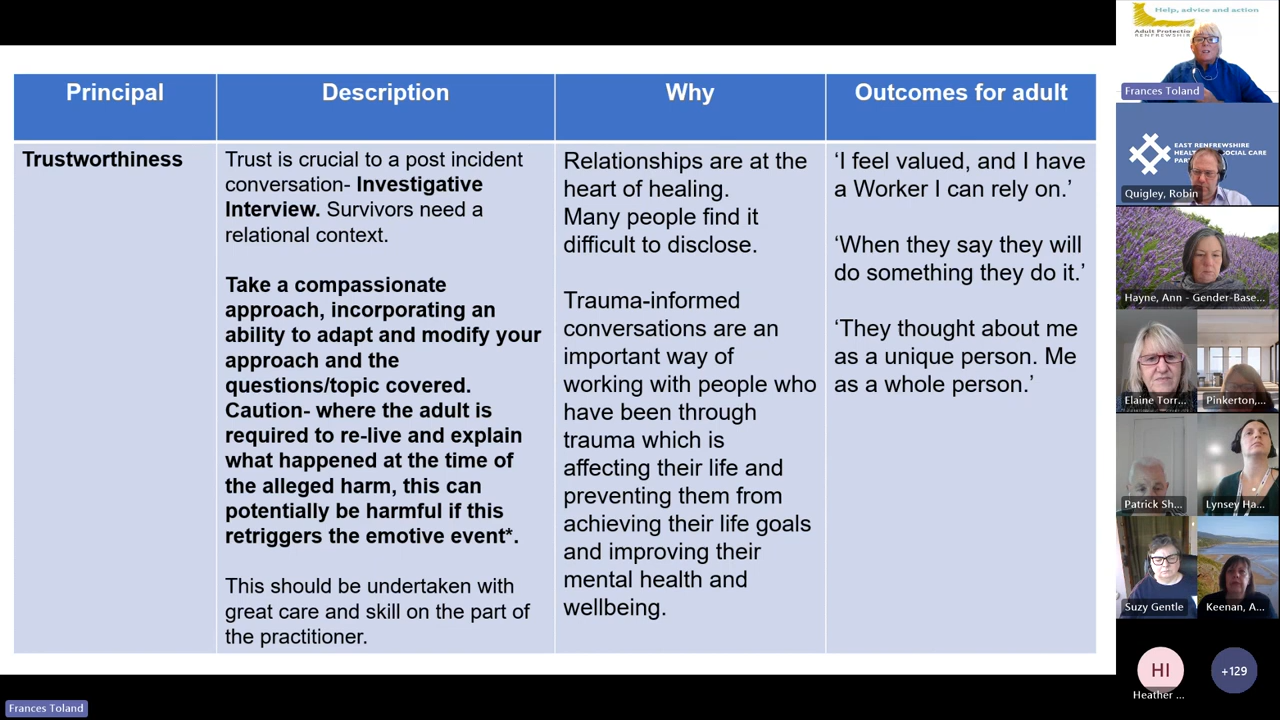 Principal
Description
Why
Outcomes for adult
Trustworthiness
Trust is crucial to a post incident
conversation- Investigative
Interview. Survivors need a
relational context.
Take a compassionate
approach, incorporating an
ability to adapt and modify your
approach and the
questions/topic covered.
Caution- where the adult is
required to re-live and explain
what happened at the time of
the alleged harm, this can
potentially be harmful if this
retriggers the emotive event*.
This should be undertaken with
great care and skill on the part of
the practitioner.
Relationships are at the
heart of healing.
Many people find it
difficult to disclose.
Trauma-informed
conversations are an
important way of
working with people who
have been through
trauma which is
affecting their life and
preventing them from
achieving their life goals
and improving their
mental health and
wellbeing.
‘I feel valued, and I have
a Worker I can rely on.’
‘When they say they will
do something they do it.’
‘They thought about me
as a unique person. Me
as a whole person.’
Help, advice and action
Adult Protectio
RENFREWSHIRE
Frances Toland
EAST RENFREWSHIRE
HEA SOCIAL CARE
PAR
Quigley, Robin
Hayne, Ann - Gender-Base...
Elaine Torr...
Pinkerton,...
Patrick Sh...
Lynsey Ha...
Suzy Gentle
Keenan, A...
HI
Heather ...
+129
Frances Toland